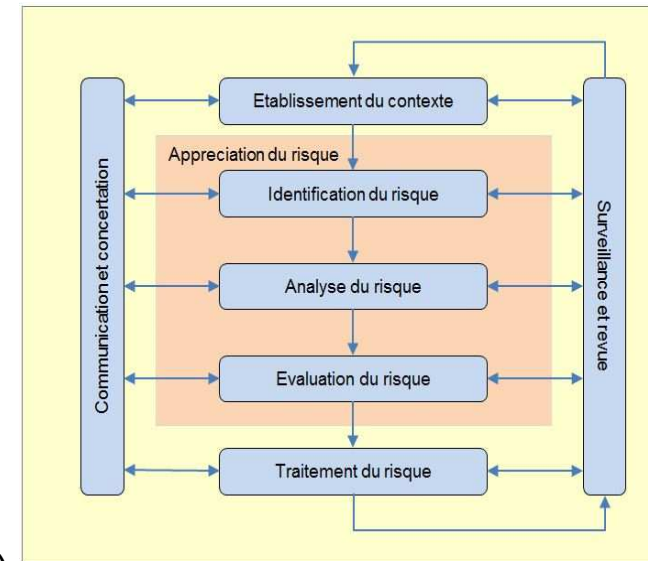 Etablissement du contexte
Appreciation du risque
Identification du risque
Analyse du risque
Evaluation du risque
Traitement du risque
Communication et concertation
Surveillance et revue
)